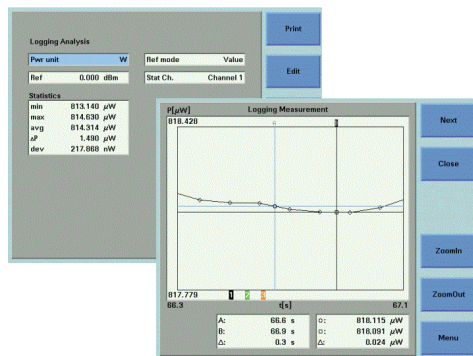 Logging Analysis
Pwr unit W
Ref mode Value
Ref 0.000 dBm
Stat Ch. Channel 1
Statistics
min 813.140 µW
max 814.630 µW
avg 814.314 µW
ΔP 1.490 µW
dev 217.868 nW
Print
Edit
P[µW] Logging Measurement
818.428
A B
817.779 1 2 3
66.3 t[s] 67.1
A: 66.6 s
B: 66.9 s
Δ: 0.3 s
o: 818.115 µW
o: 818.091 µW
Δ: 0.024 µW
Next
Close
ZoomIn
ZoomOut
Menu